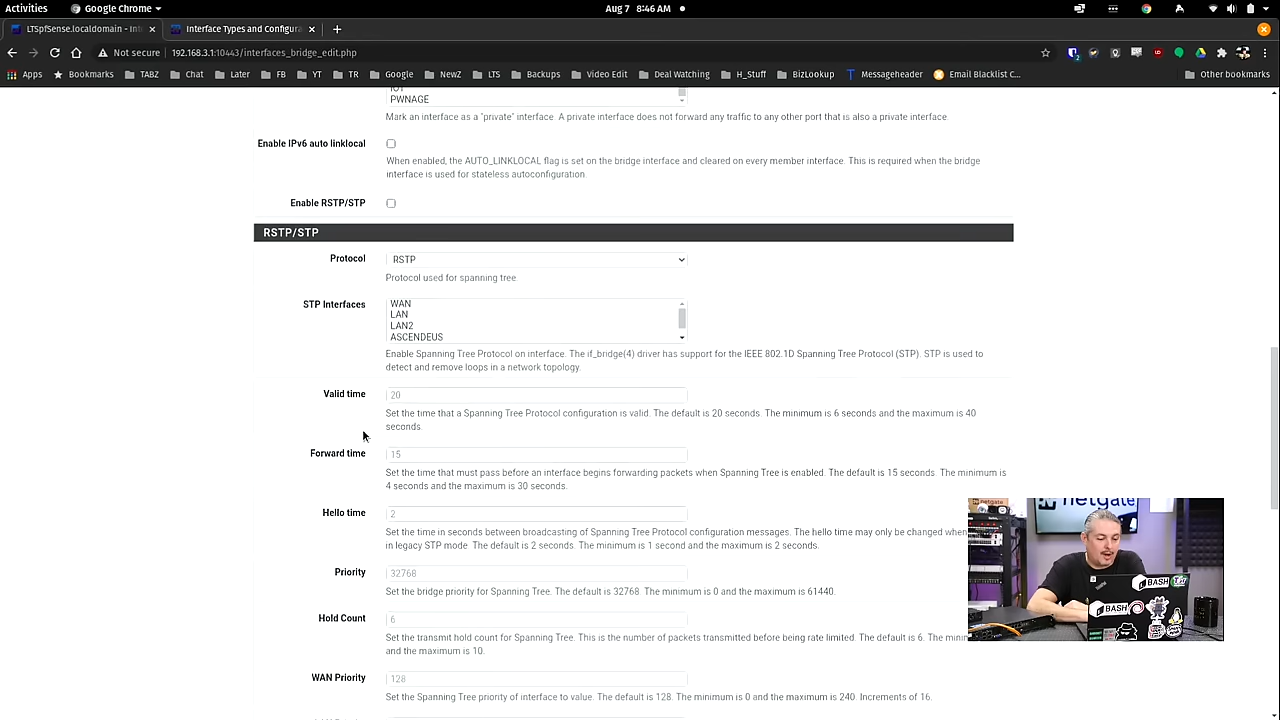 Activities
Google Chrome
Aug 7 8:46 AM
LTSpfSense.localdomain - Int
Interface Types and Configura
Not secure
192.168.3.1:10443/interfaces_bridge_edit.php
Apps
Bookmarks
TABZ
Chat
Later
FB
YT
TR
Google
NewZ
LTS
Backups
Video Edit
Deal Watching
H_Stuff
BizLookup
Messageheader
Email Blacklist C...
Other bookmarks
IOT
PWNAGE
Mark an interface as a "private" interface. A private interface does not forward any traffic to any other port that is also a private interface.
Enable IPv6 auto linklocal
When enabled, the AUTO_LINKLOCAL flag is set on the bridge interface and cleared on every member interface. This is required when the bridge
interface is used for stateless autoconfiguration.
Enable RSTP/STP
RSTP/STP
Protocol
RSTP
Protocol used for spanning tree.
STP Interfaces
WAN
LAN
LAN2
ASCENDEUS
Enable Spanning Tree Protocol on interface. The if_bridge(4) driver has support for the IEEE 802.1D Spanning Tree Protocol (STP). STP is used to
detect and remove loops in a network topology.
Valid time
20
Set the time that a Spanning Tree Protocol configuration is valid. The default is 20 seconds. The minimum is 6 seconds and the maximum is 40
seconds.
Forward time
15
Set the time that must pass before an interface begins forwarding packets when Spanning Tree is enabled. The default is 15 seconds. The minimum is
4 seconds and the maximum is 30 seconds.
Hello time
2
Set the time in seconds between broadcasting of Spanning Tree Protocol configuration messages. The hello time may only be changed when
in legacy STP mode. The default is 2 seconds. The minimum is 1 second and the maximum is 2 seconds.
Priority
32768
Set the bridge priority for Spanning Tree. The default is 32768. The minimum is 0 and the maximum is 61440.
Hold Count
6
Set the transmit hold count for Spanning Tree. This is the number of packets transmitted before being rate limited. The default is 6. The minim
and the maximum is 10.
WAN Priority
128
Set the Spanning Tree priority of interface to value. The default is 128. The minimum is 0 and the maximum is 240. Increments of 16.
netgate
BASH
BASH